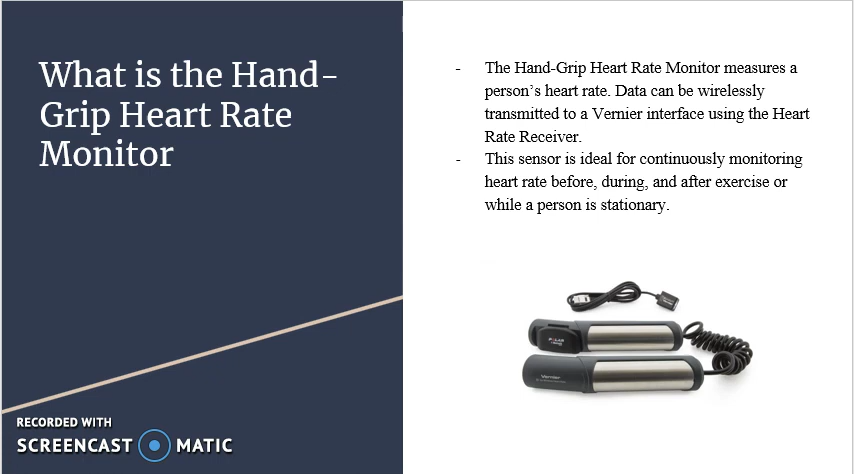 What is the Hand-
Grip Heart Rate
Monitor
- The Hand-Grip Heart Rate Monitor measures a
person's heart rate. Data can be wirelessly
transmitted to a Vernier interface using the Heart
Rate Receiver.
- This sensor is ideal for continuously monitoring
heart rate before, during, and after exercise or
while a person is stationary.
POLAR
Vernier
RECORDED WITH
SCREENCAST MATIC